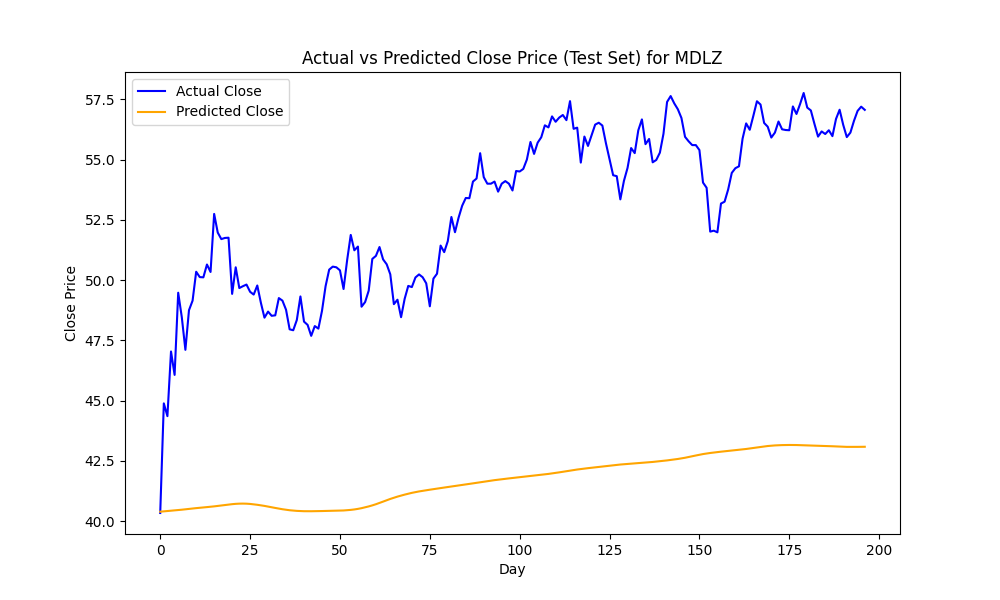 Actual vs Predicted Close Price (Test Set) for MDLZ
Actual Close
Predicted Close
57.5
55.0
52.5
50.0
47.5
45.0
42.5
40.0
Close Price
0 25 50 75 100 125 150 175 200
Day